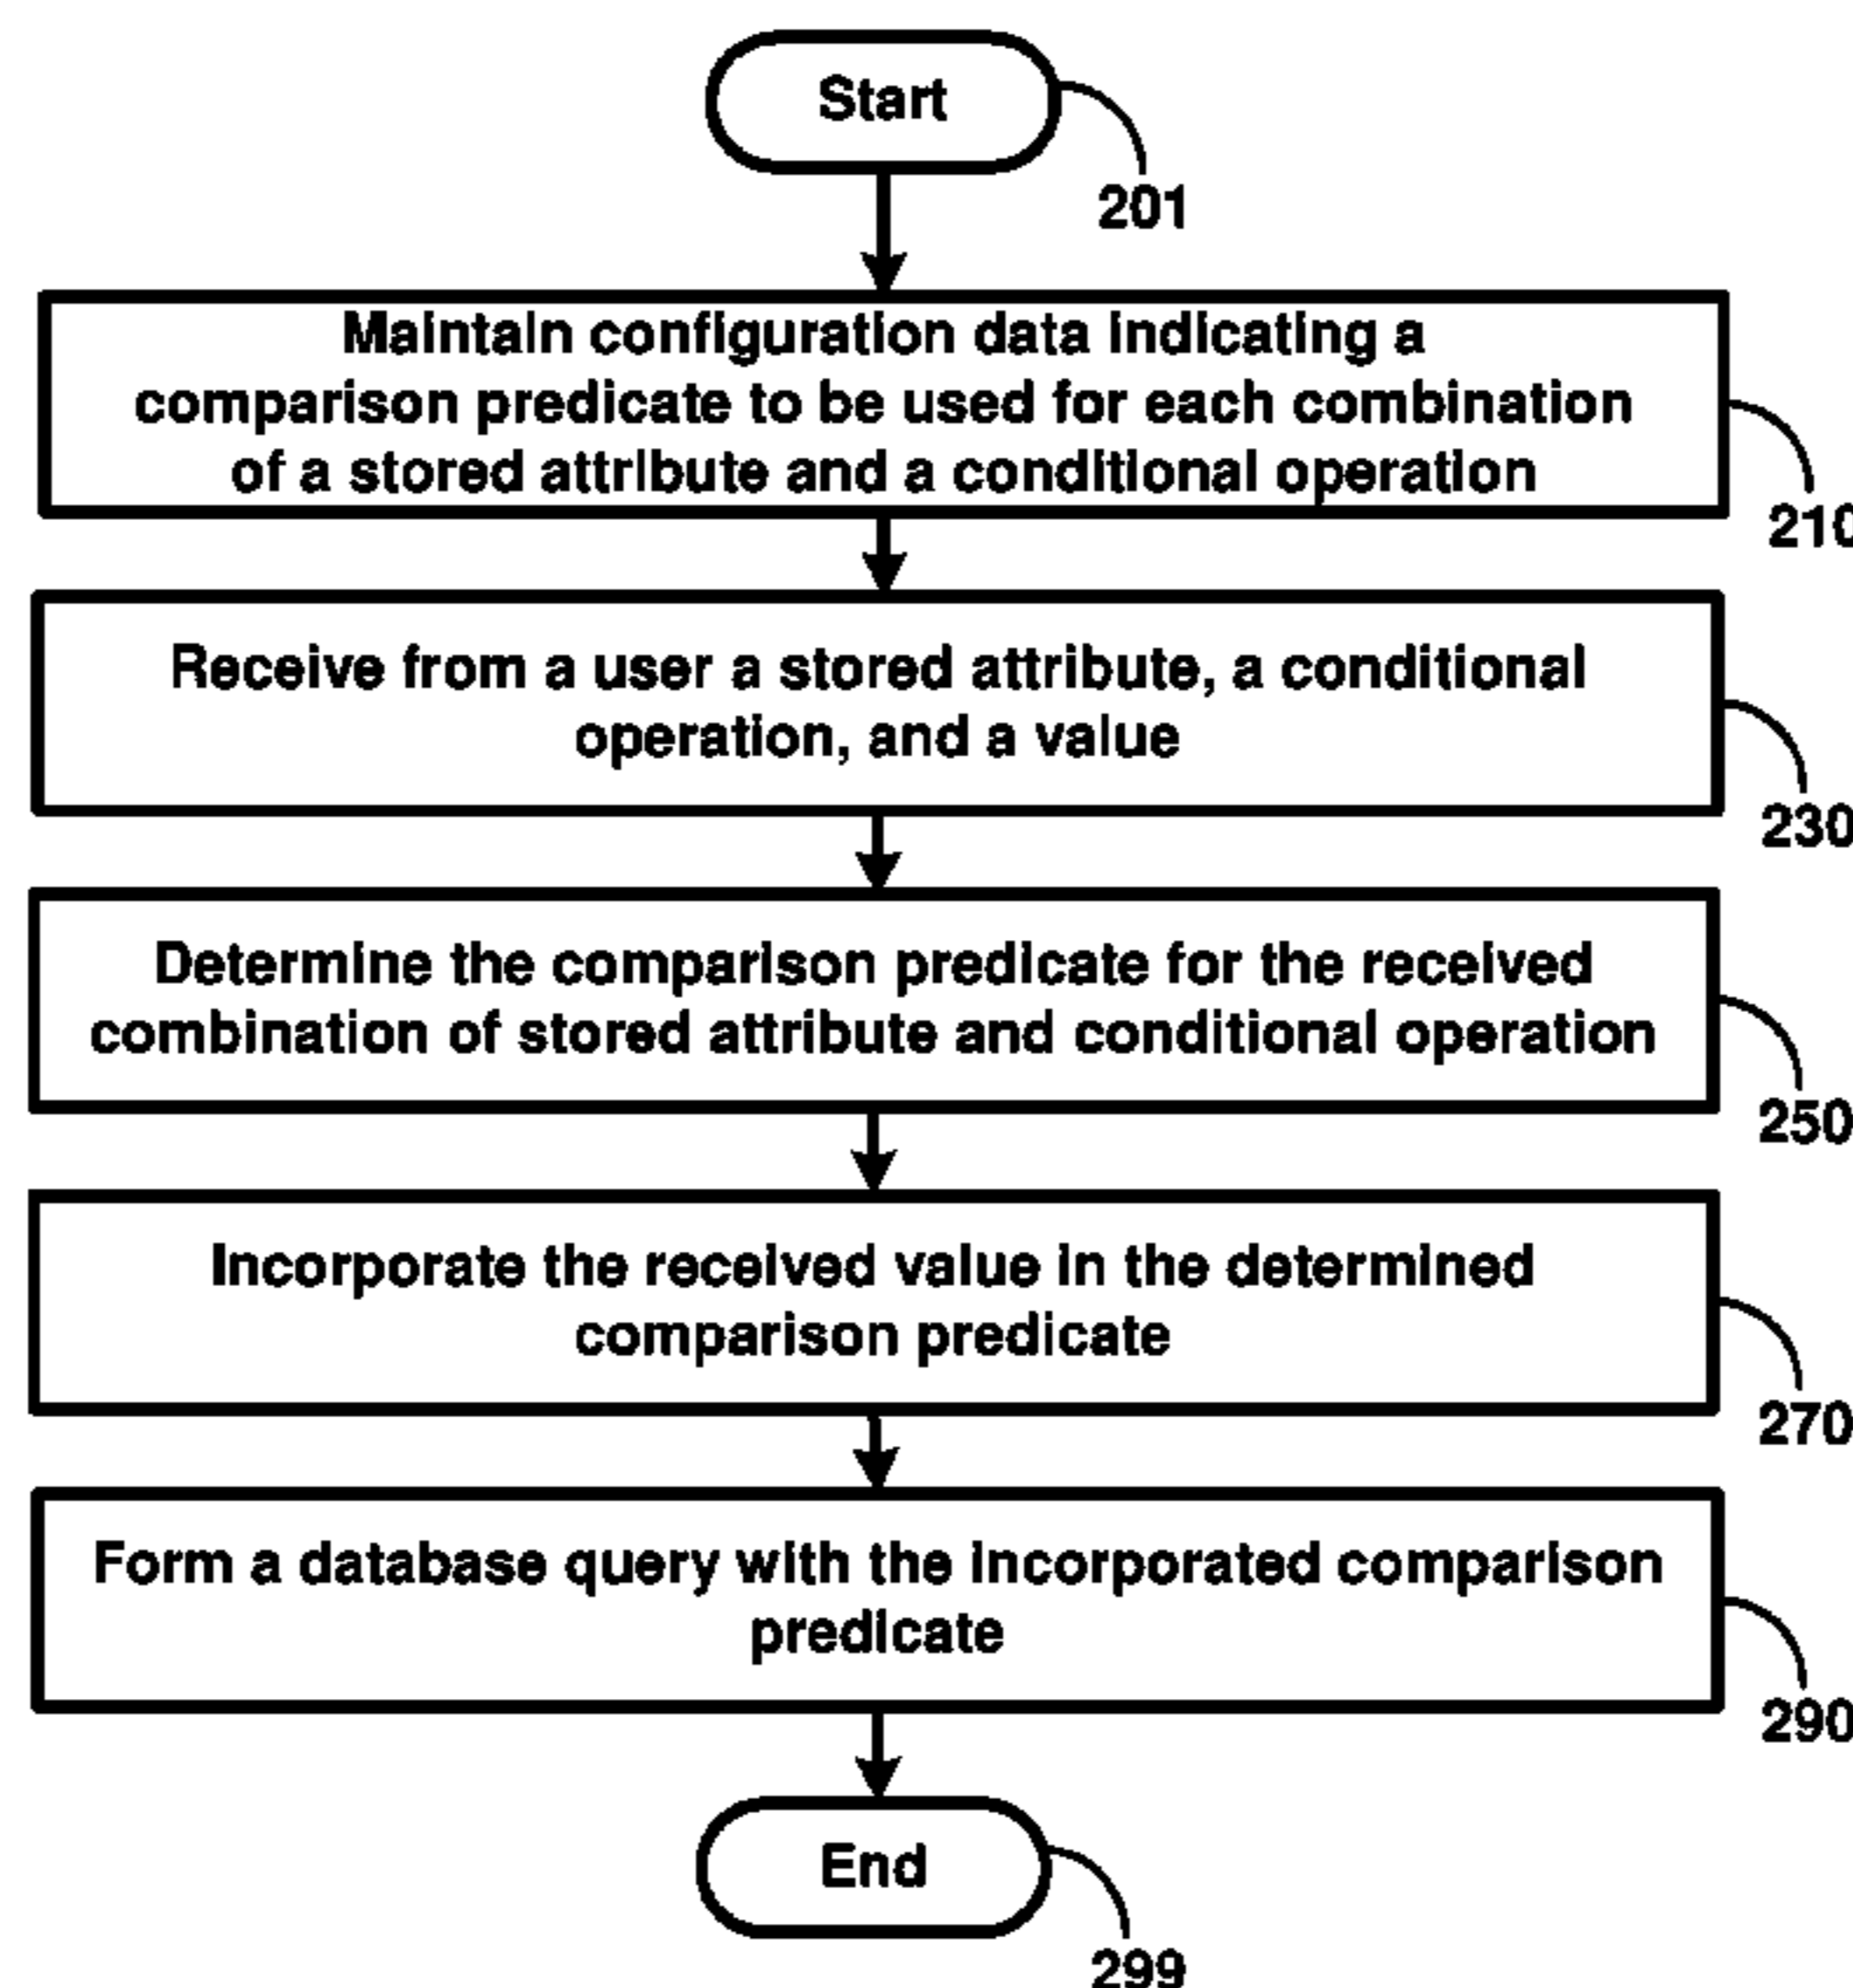 Start
201
Maintain configuration data indicating a
comparison predicate to be used for each combination
of a stored attribute and a conditional operation
210
Receive from a user a stored attribute, a conditional
operation, and a value
230
Determine the comparison predicate for the received
combination of stored attribute and conditional operation
250
Incorporate the received value in the determined
comparison predicate
270
Form a database query with the incorporated comparison
predicate
290
End
299